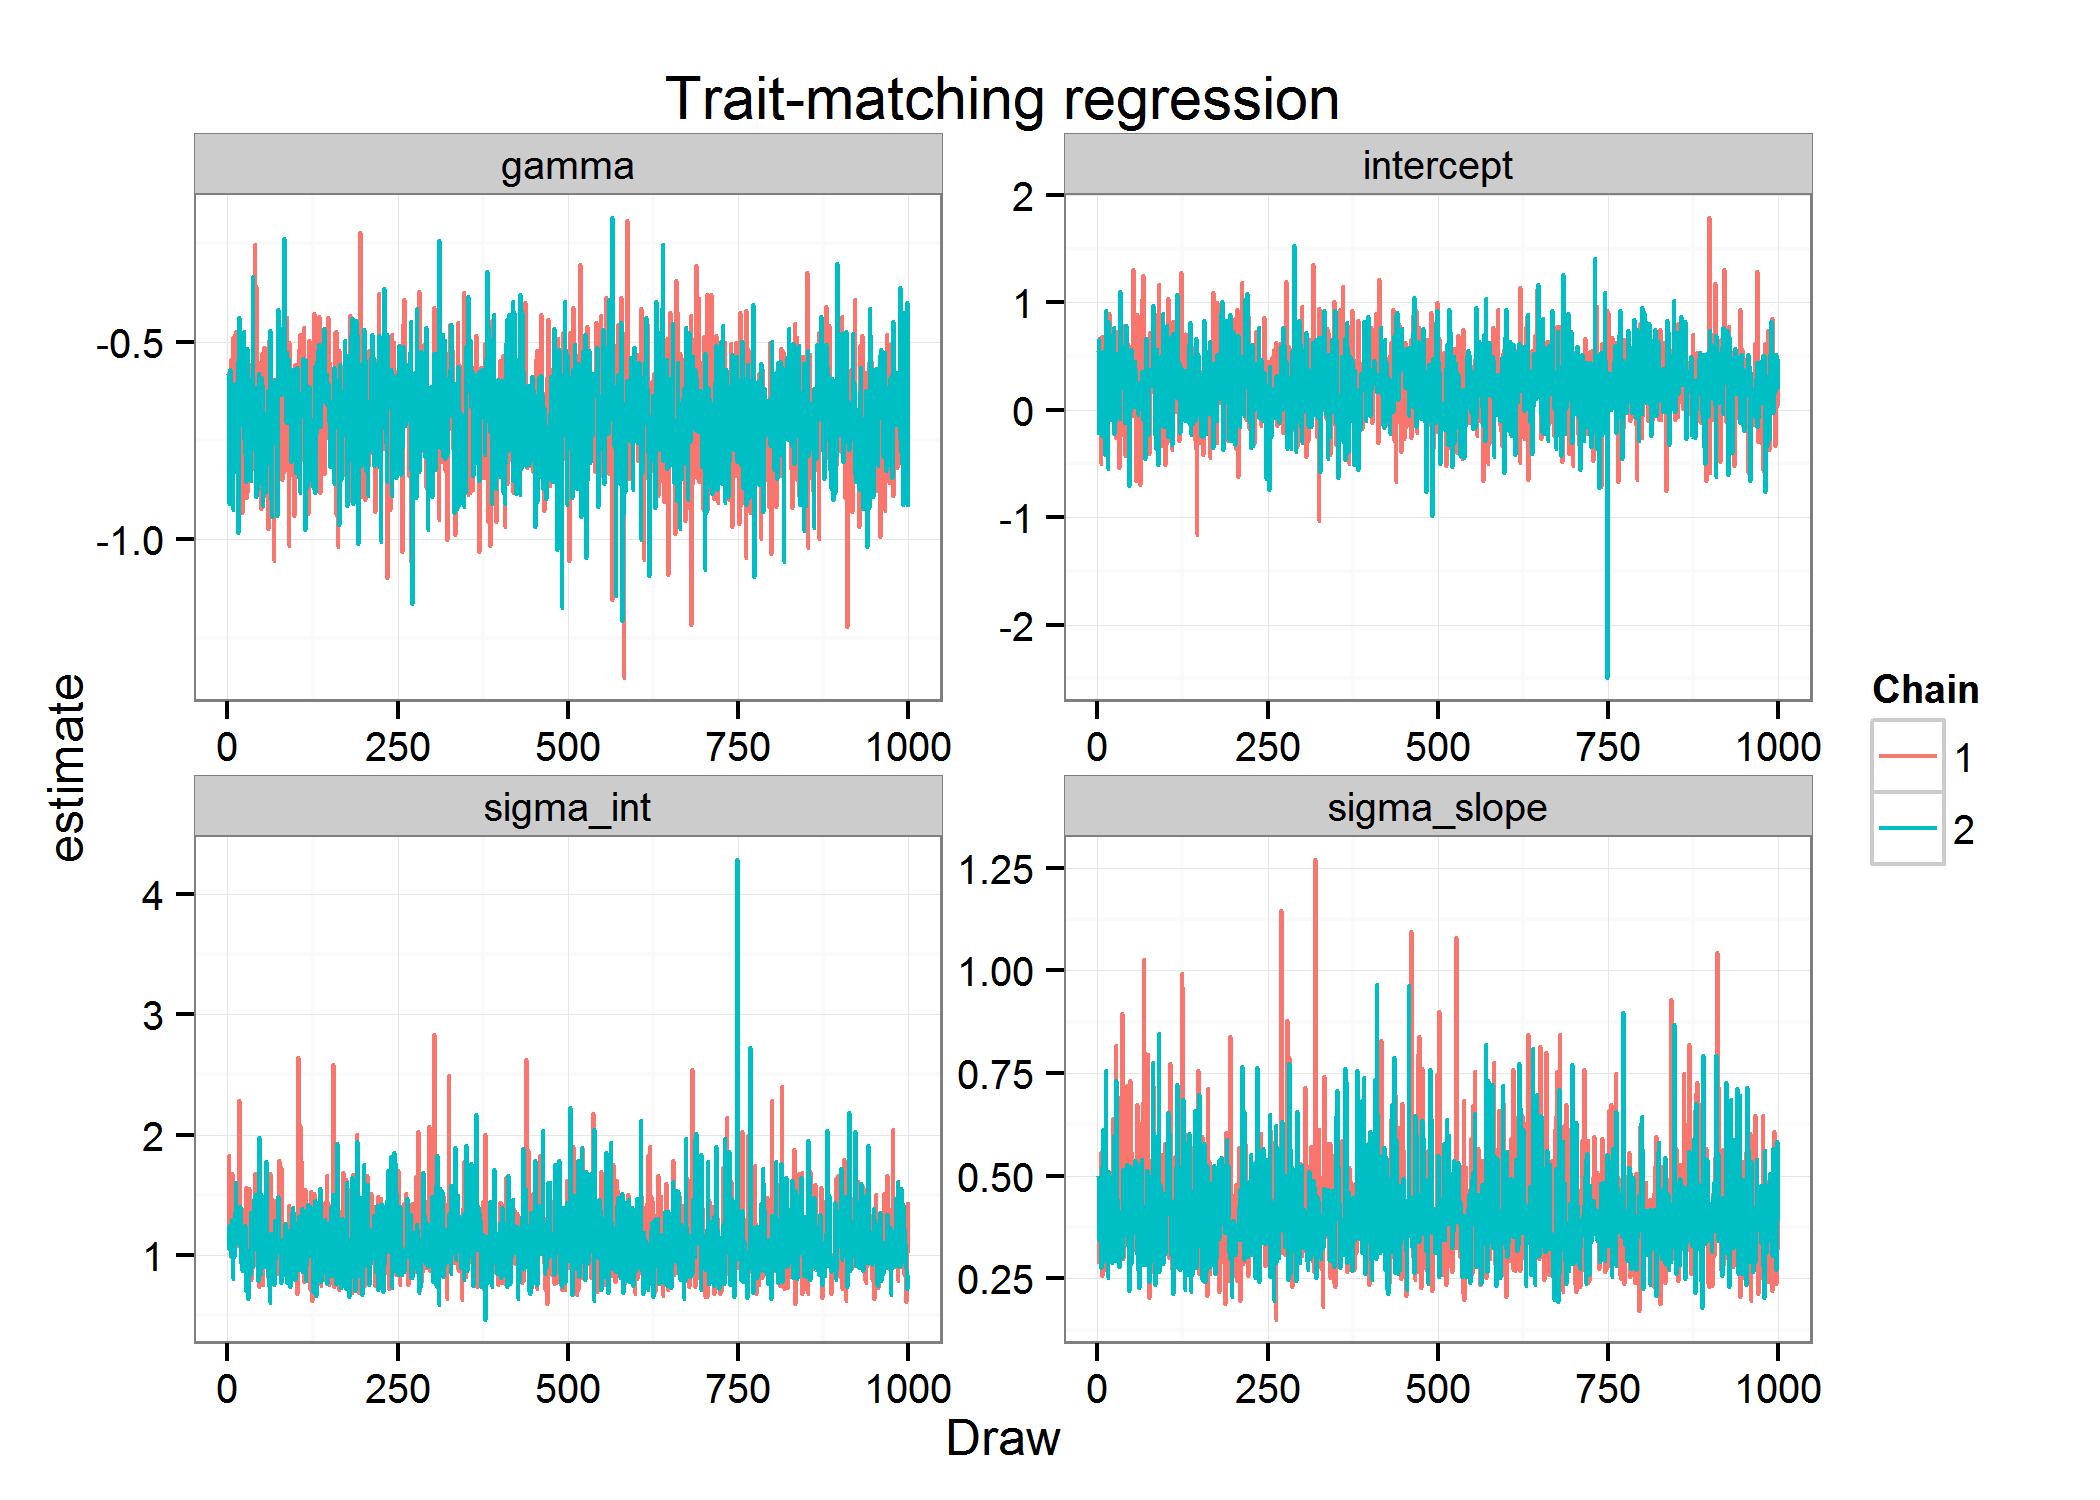 Trait-matching regression
gamma
-0.5
-1.0
0 250 500 750 1000
intercept
2
1
0
-1
-2
0 250 500 750 1000
sigma_int
4
3
2
1
0 250 500 750 1000
sigma_slope
1.25
1.00
0.75
0.50
0.25
0 250 500 750 1000
estimate
Draw
Chain
1
2